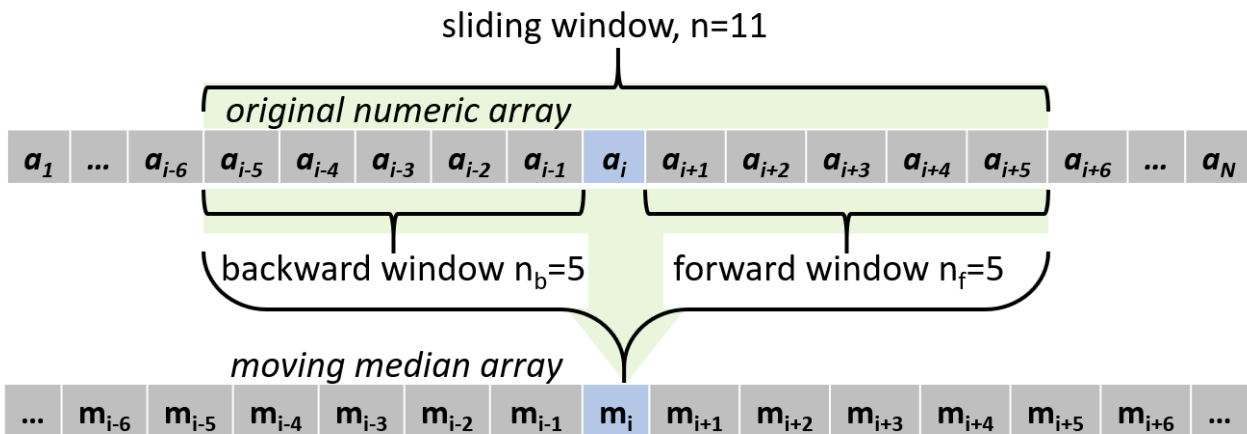 sliding window, n=11
original numeric array
a1 ... ai-6 ai-5 ai-4 ai-3 ai-2 ai-1 ai ai+1 ai+2 ai+3 ai+4 ai+5 ai+6 ... aN
backward window nb=5 forward window nf=5
moving median array
... mi-6 mi-5 mi-4 mi-3 mi-2 mi-1 mi mi+1 mi+2 mi+3 mi+4 mi+5 mi+6 ...